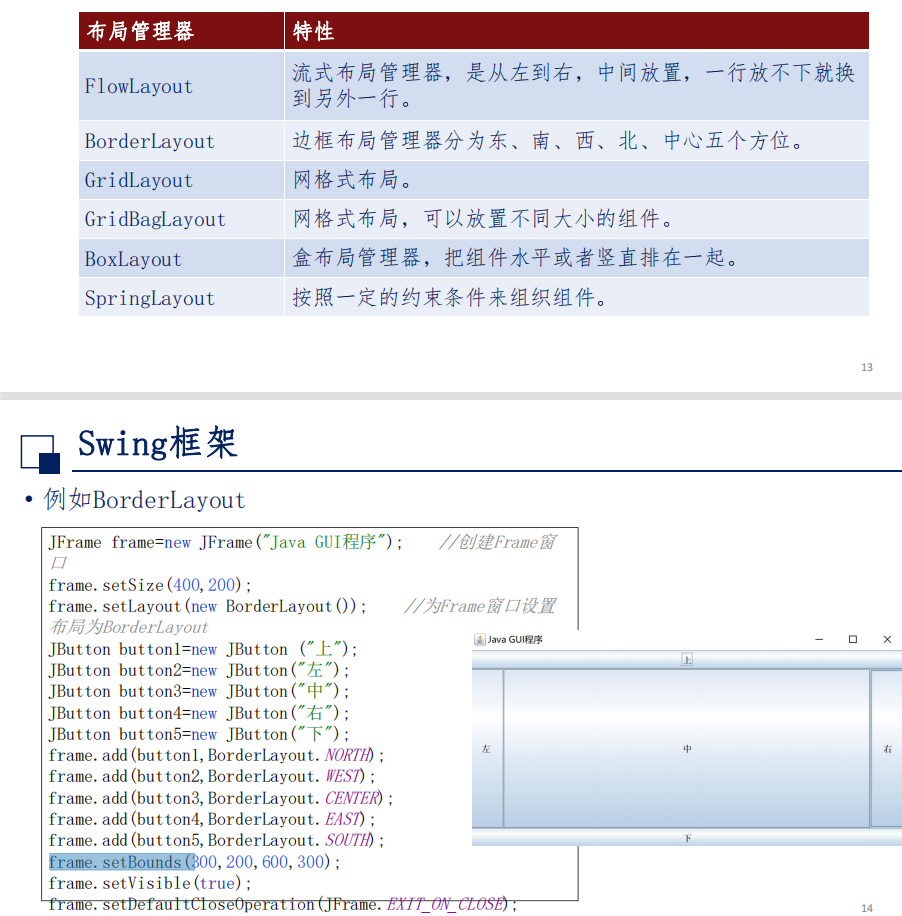 布局管理器 特性
FlowLayout 流式布局管理器，是从左到右，中间放置，一行放不下就换
到另外一行。
BorderLayout 边框布局管理器分为东、南、西、北、中心五个方位。
GridLayout 网格式布局。
GridBagLayout 网格式布局，可以放置不同大小的组件。
BoxLayout 盒布局管理器，把组件水平或者竖直排在一起。
SpringLayout 按照一定的约束条件来组织组件。
13
Swing框架
• 例如BorderLayout
JFrame frame=new JFrame("Java GUI程序"); //创建Frame窗
口
frame.setSize(400,200);
frame.setLayout(new BorderLayout()); //为Frame窗口设置
布局为BorderLayout
JButton button1=new JButton ("上");
JButton button2=new JButton("左");
JButton button3=new JButton("中");
JButton button4=new JButton("右");
JButton button5=new JButton("下");
frame.add(button1,BorderLayout.NORTH);
frame.add(button2,BorderLayout.WEST);
frame.add(button3,BorderLayout.CENTER);
frame.add(button4,BorderLayout.EAST);
frame.add(button5,BorderLayout.SOUTH);
frame.setBounds(300,200,600,300);
frame.setVisible(true);
frame.setDefaultCloseOperation(JFrame.EXIT_ON_CLOSE);
Java GUI程序
上
左 中 右
下
14